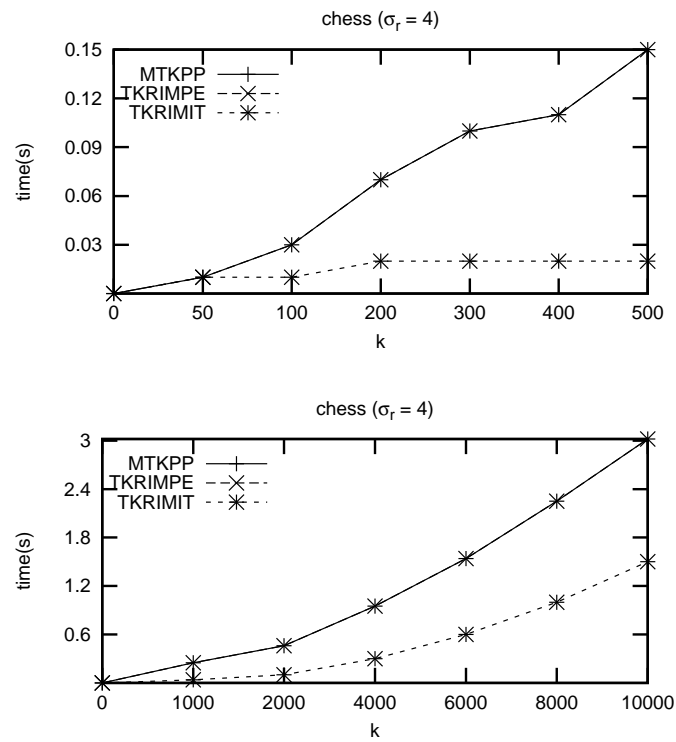 chess (σr = 4)
0.15
0.12
0.09
0.06
0.03
time(s)
MTKPP
TKRIMPE
TKRIMIT
0 50 100 200 300 400 500
k
chess (σr = 4)
3
2.4
1.8
1.2
0.6
time(s)
MTKPP
TKRIMPE
TKRIMIT
0 1000 2000 4000 6000 8000 10000
k